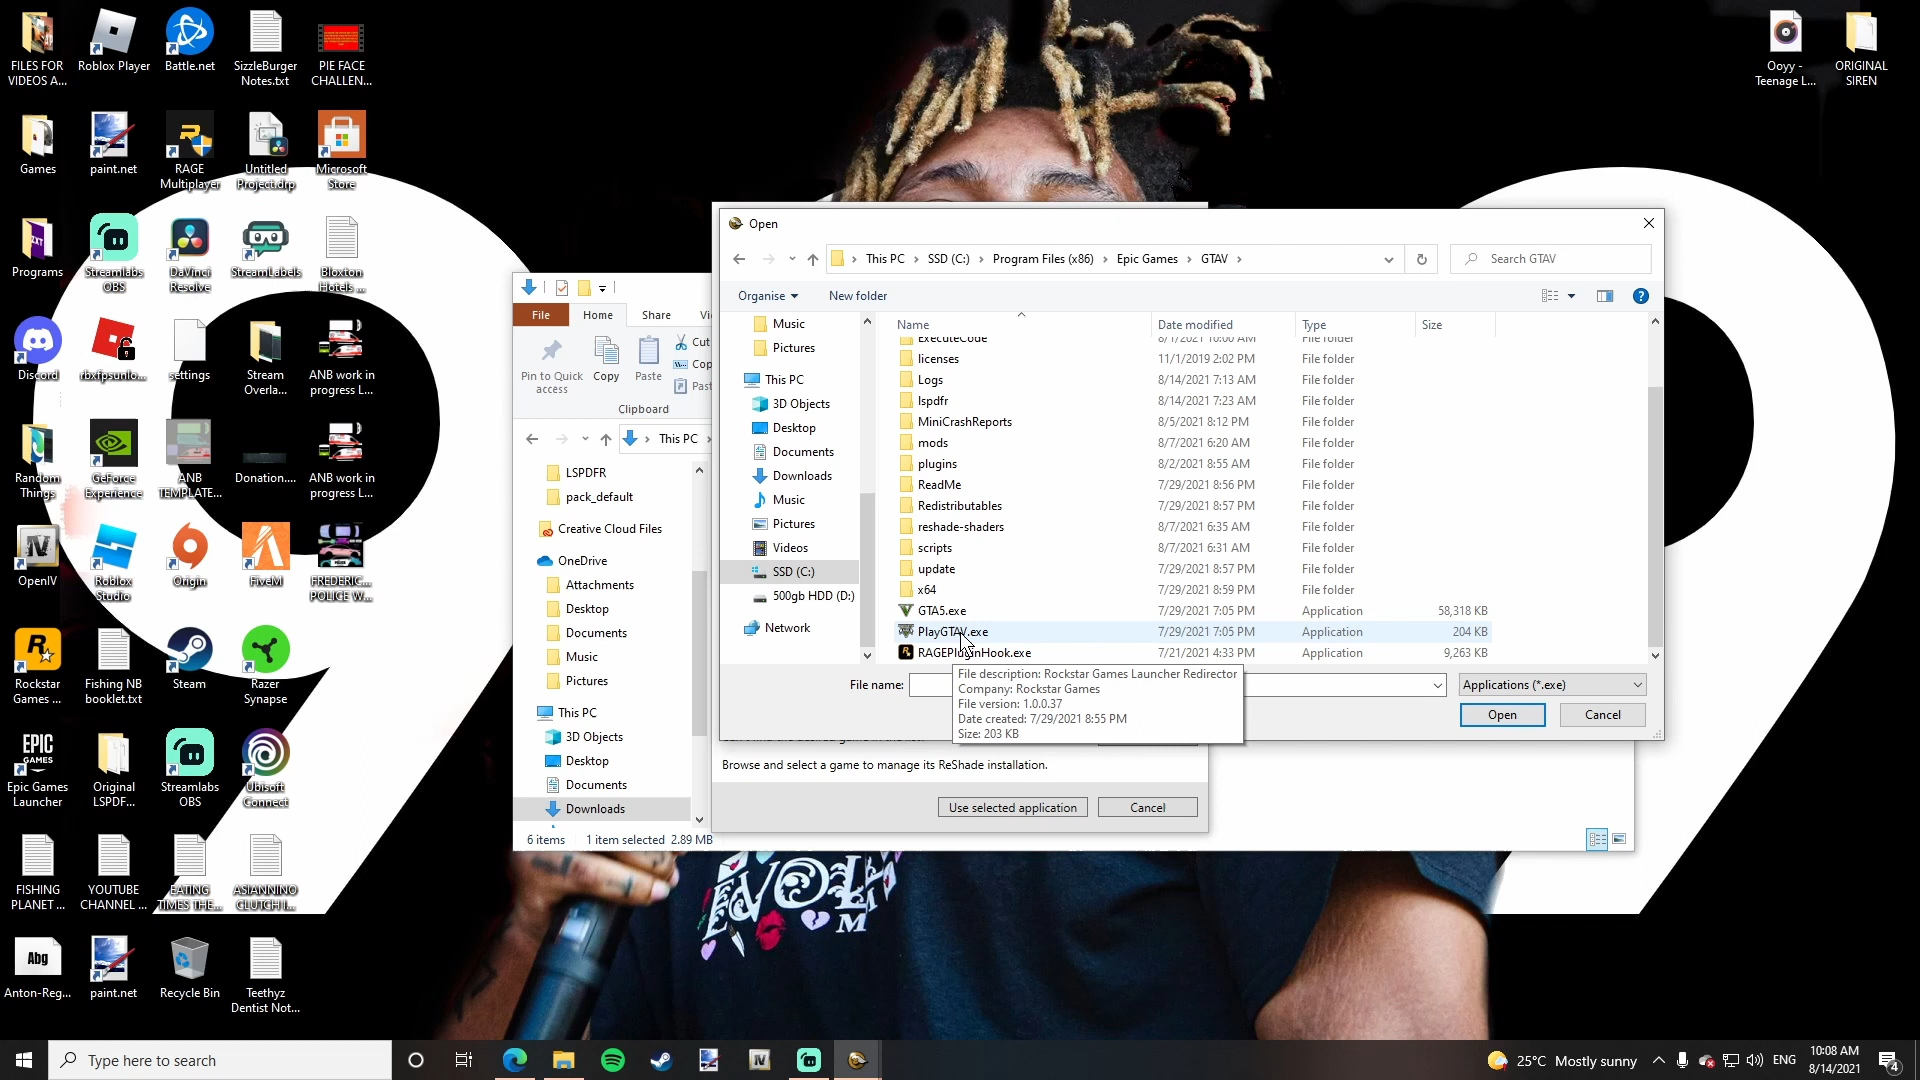 FILES FOR
VIDEOS A...
Roblox Player
Battle.net
SizzleBurger
Notes.txt
PIE FACE
CHALLEN...
Ooyy -
Teenage L...
ORIGINAL
SIREN
Games
paint.net
RAGE
Multiplayer
Untitled
Project.drp
Microsoft
Store
Programs
Streamlabs
OBS
DaVinci
Resolve
StreamLabels
Bloxton
Hotels ...
Discord
rbxfpsunlo...
settings
Stream
Overla...
ANB work in
progress L...
Random
Things
GeForce
Experience
ANB
TEMPLATE...
Donation....
ANB work in
progress L...
OpenIV
Roblox
Studio
Origin
FiveM
FREDERIC...
POLICE W...
Rockstar
Games ...
Fishing NB
booklet.txt
Steam
Razer
Synapse
EPIC
GAMES
Epic Games
Launcher
Original
LSPDF...
Streamlabs
OBS
Ubisoft
Connect
FISHING
PLANET ...
YOUTUBE
CHANNEL ...
EATING
TIMES THE...
ASIANNINO
CLUTCH I...
Abg
Anton-Reg...
paint.net
Recycle Bin
Teethyz
Dentist Not...
File
Home
Share
Vi
Pin to Quick
access
Copy
Paste
Cut
Cop
Past
Clipboard
This PC
LSPDFR
pack_default
Creative Cloud Files
OneDrive
Attachments
Desktop
Documents
Music
Pictures
This PC
3D Objects
Desktop
Documents
Downloads
6 items 1 item selected 2.89 MB
Open
This PC > SSD (C:) > Program Files (x86) > Epic Games > GTAV >
Search GTAV
Organise
New folder
Music
Pictures
This PC
3D Objects
Desktop
Documents
Downloads
Music
Pictures
Videos
SSD (C:)
500gb HDD (D:)
Network
Name Date modified Type Size
ExecuteCode 8/1/2021 10:00 AM File folder
licenses 11/1/2019 2:02 PM File folder
Logs 8/14/2021 7:13 AM File folder
lspdfr 8/14/2021 7:23 AM File folder
MiniCrashReports 8/5/2021 8:12 PM File folder
mods 8/7/2021 6:20 AM File folder
plugins 8/2/2021 8:55 AM File folder
ReadMe 7/29/2021 8:56 PM File folder
Redistributables 7/29/2021 8:57 PM File folder
reshade-shaders 8/7/2021 6:35 AM File folder
scripts 8/7/2021 6:31 AM File folder
update 7/29/2021 8:57 PM File folder
x64 7/29/2021 8:59 PM File folder
GTA5.exe 7/29/2021 7:05 PM Application 58,318 KB
PlayGTAV.exe 7/29/2021 7:05 PM Application 204 KB
RAGEPluginHook.exe 7/21/2021 4:33 PM Application 9,263 KB
File name:
Applications (*.exe)
File description: Rockstar Games Launcher Redirector
Company: Rockstar Games
File version: 1.0.0.37
Date created: 7/29/2021 8:55 PM
Size: 203 KB
Open
Cancel
Browse and select a game to manage its ReShade installation.
Use selected application
Cancel
Type here to search
25°C Mostly sunny
ENG
10:08 AM
8/14/2021
4